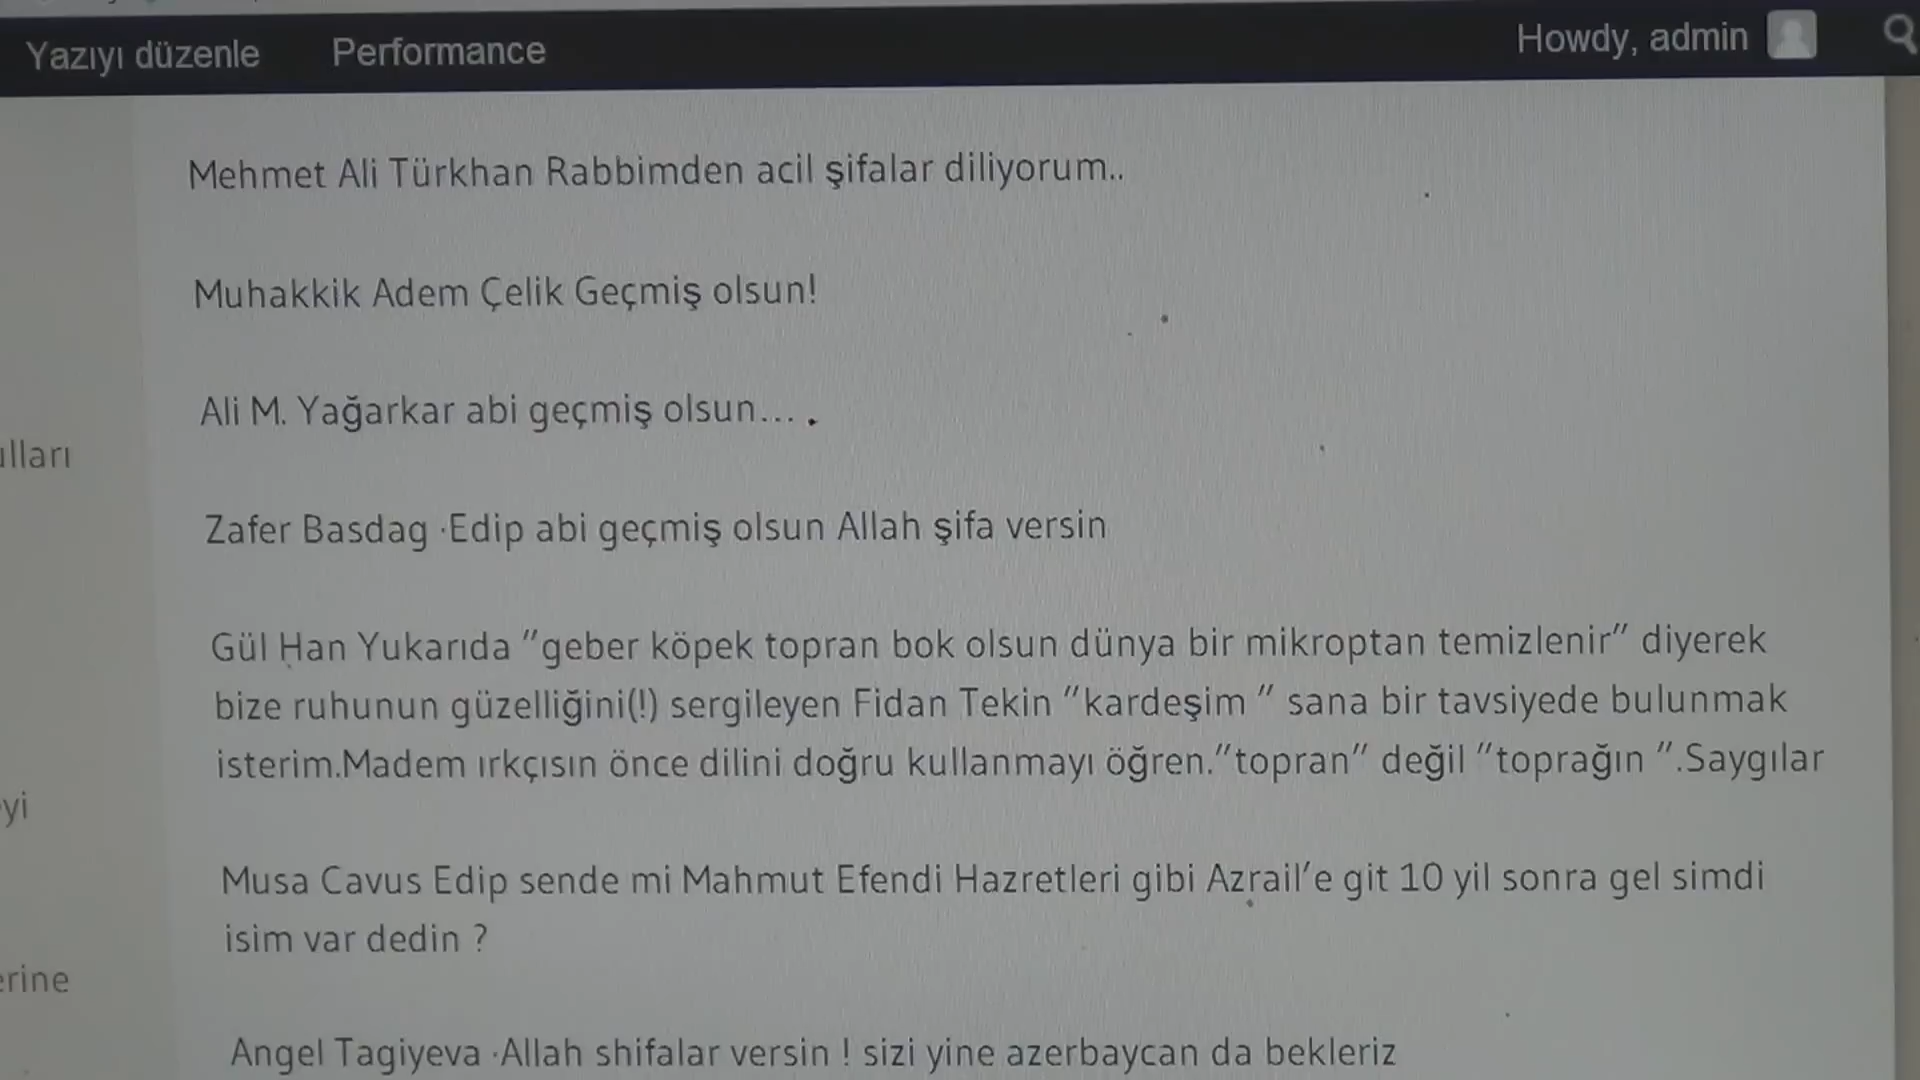 Yazıyı düzenle Performance Howdy, admin
Mehmet Ali Türkhan Rabbimden acil şifalar diliyorum..
Muhakkik Adem Çelik Geçmiş olsun!
Ali M. Yağarkar abi geçmiş olsun... .
ulları
Zafer Basdag ·Edip abi geçmiş olsun Allah şifa versin
Gül Han Yukarıda "geber köpek topran bok olsun dünya bir mikroptan temizlenir" diyerek
bize ruhunun güzelliğini(!) sergileyen Fidan Tekin "kardeşim " sana bir tavsiyede bulunmak
isterim.Madem ırkçısın önce dilini doğru kullanmayı öğren."topran" değil "toprağın ".Saygılar
yi
Musa Cavus Edip sende mi Mahmut Efendi Hazretleri gibi Azrail'e git 10 yil sonra gel simdi
isim var dedin ?
erine
Angel Tagiyeva ·Allah shifalar versin ! sizi yine azerbaycan da bekleriz